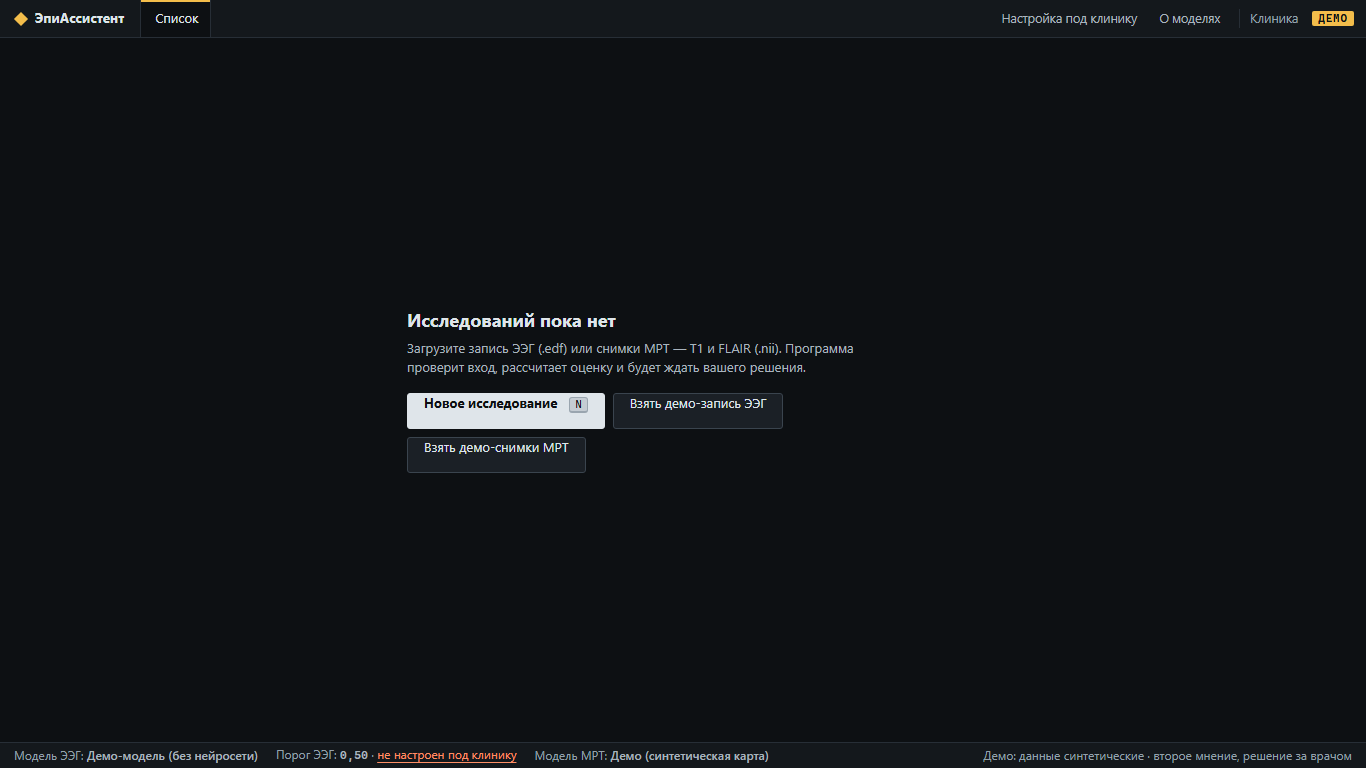 ЭпиАссистент Список Настройка под клинику О моделях Клиника ДЕМО
Исследований пока нет
Загрузите запись ЭЭГ (.edf) или снимки МРТ — T1 и FLAIR (.nii). Программа
проверит вход, рассчитает оценку и будет ждать вашего решения.
Новое исследование N Взять демо-запись ЭЭГ
Взять демо-снимки МРТ
Модель ЭЭГ: Демо-модель (без нейросети) Порог ЭЭГ: 0,50 · не настроен под клинику Модель МРТ: Демо (синтетическая карта) Демо: данные синтетические · второе мнение, решение за врачом